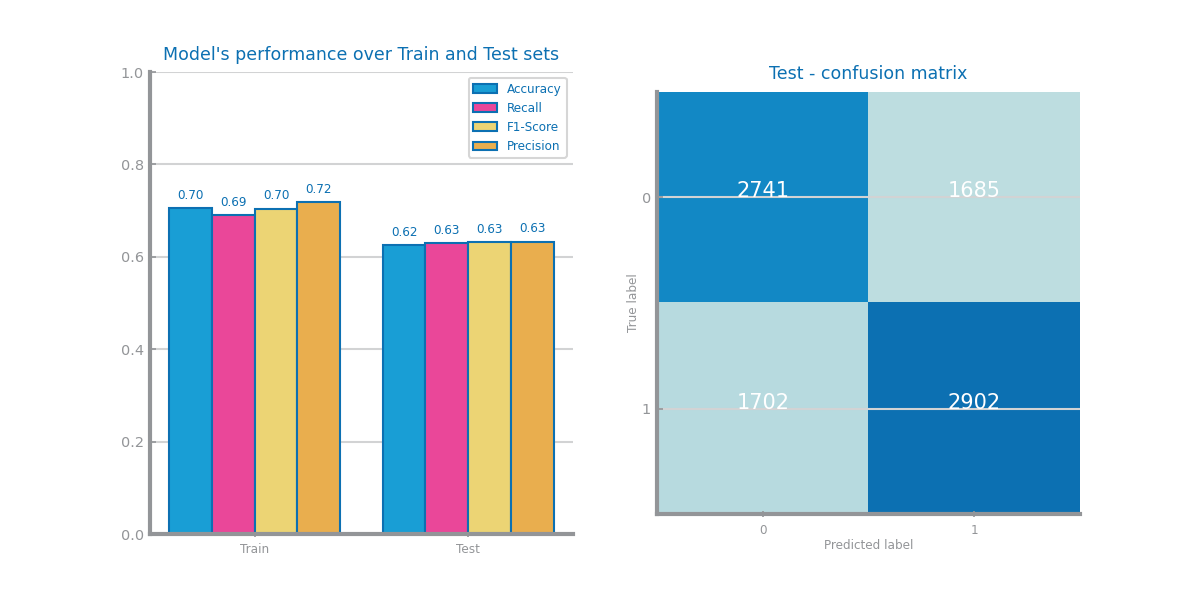 Model's performance over Train and Test sets
1.0
0.8
0.6
0.4
0.2
0.0
Accuracy
Recall
F1-Score
Precision
0.70 0.69 0.70 0.72
0.62 0.63 0.63 0.63
Train Test
Test - confusion matrix
True label
0
1
2741 1685
1702 2902
0 1
Predicted label